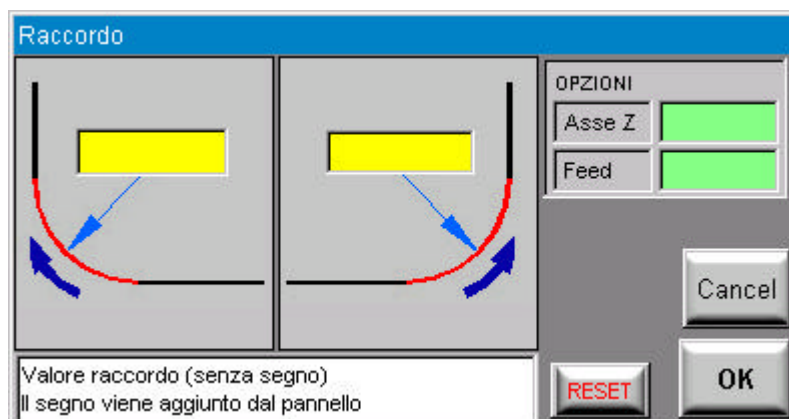 Raccordo
OPZIONI
Asse Z
Feed
Cancel
Valore raccordo (senza segno)
Il segno viene aggiunto dal pannello
RESET
OK